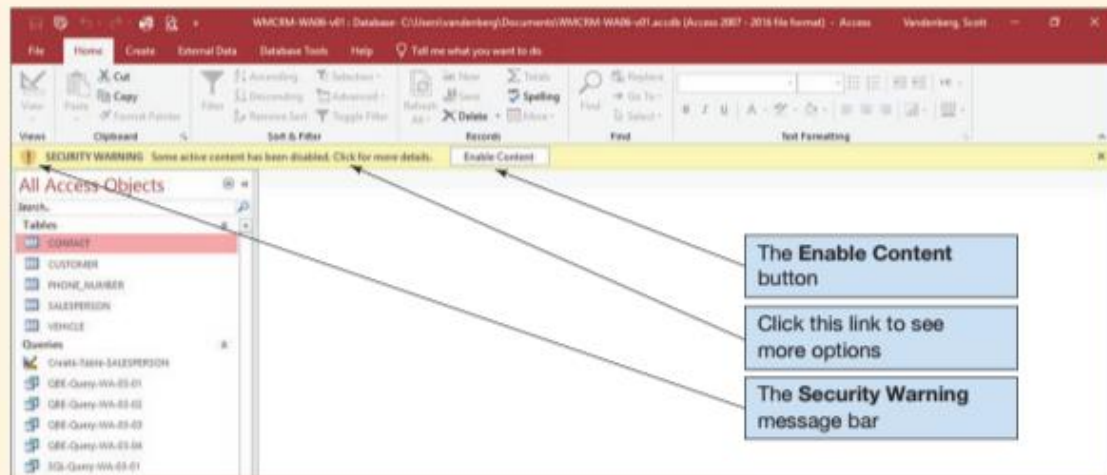 WMCRM-WA06-v01 : Database- C:\Users\vandenberg\Documents\WMCRM-WA06-v01.accdb (Access 2007 - 2016 file format) - Access
Vandenberg, Scott
File Home Create External Data Database Tools Help Tell me what you want to do
View
Views
Paste
Cut
Copy
Format Painter
Clipboard
Filter
Ascending
Descending
Remove Sort
Selection
Advanced
Toggle Filter
Sort & Filter
Refresh All
New
Save
Delete
Totals
Spelling
More
Records
Find
Replace
Go To
Select
Find
B I U A
Text Formatting
SECURITY WARNING Some active content has been disabled. Click for more details. Enable Content
All Access Objects
Search..
Tables
CONTACT
CUSTOMER
PHONE_NUMBER
SALESPERSON
VEHICLE
Queries
Create-Table-SALESPERSON
QBE-Query-WA-03-01
QBE-Query-WA-03-02
QBE-Query-WA-03-03
QBE-Query-WA-03-04
SQL-Query-WA-03-01
The Enable Content
button
Click this link to see
more options
The Security Warning
message bar